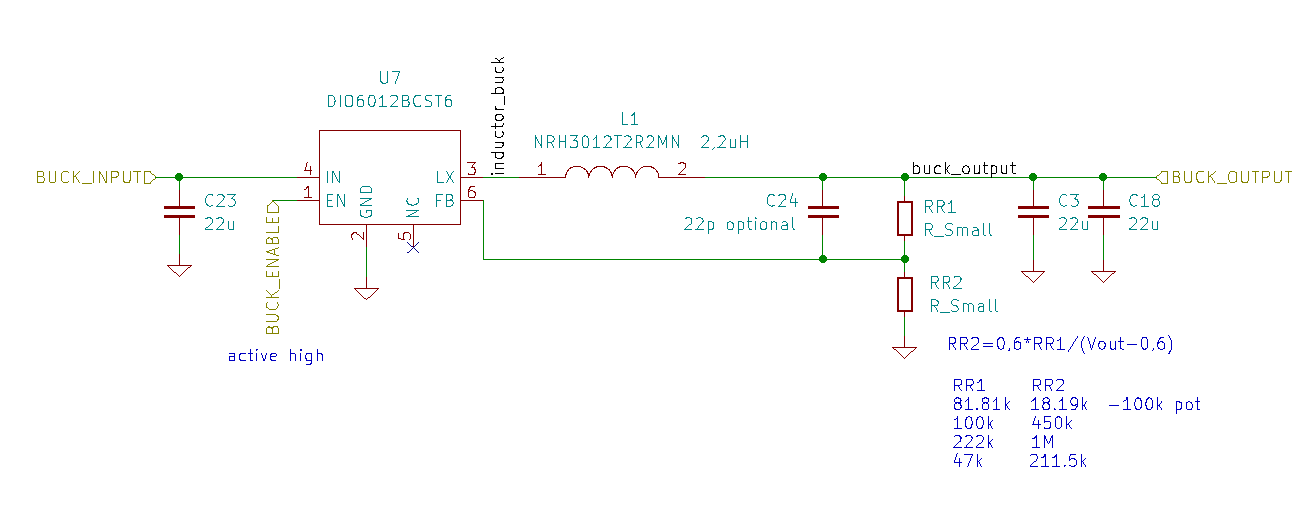 U7
DIO6012BCST6
inductor_buck
L1
NRH3012T2R2MN 2,2uH
BUCK_INPUT
4 IN
1 EN
GND
2
NC
5
LX 3
FB 6
1
2
C23
22u
BUCK_ENABLED
active high
C24
22p optional
buck_output
RR1
R_Small
RR2
R_Small
C3
22u
C18
22u
BUCK_OUTPUT
RR2=0,6*RR1/(Vout-0,6)
RR1 RR2
81.81k 18.19k -100k pot
100k 450k
222k 1M
47k 211.5k